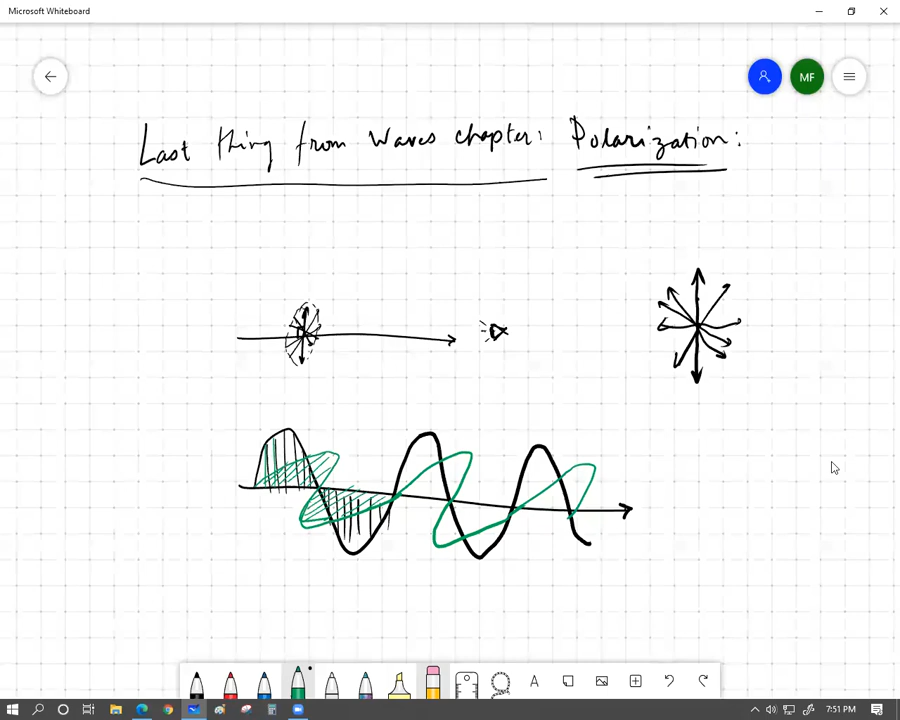 Microsoft Whiteboard
MF
Last thing from Waves chapter: Polarization:
A
7:51 PM